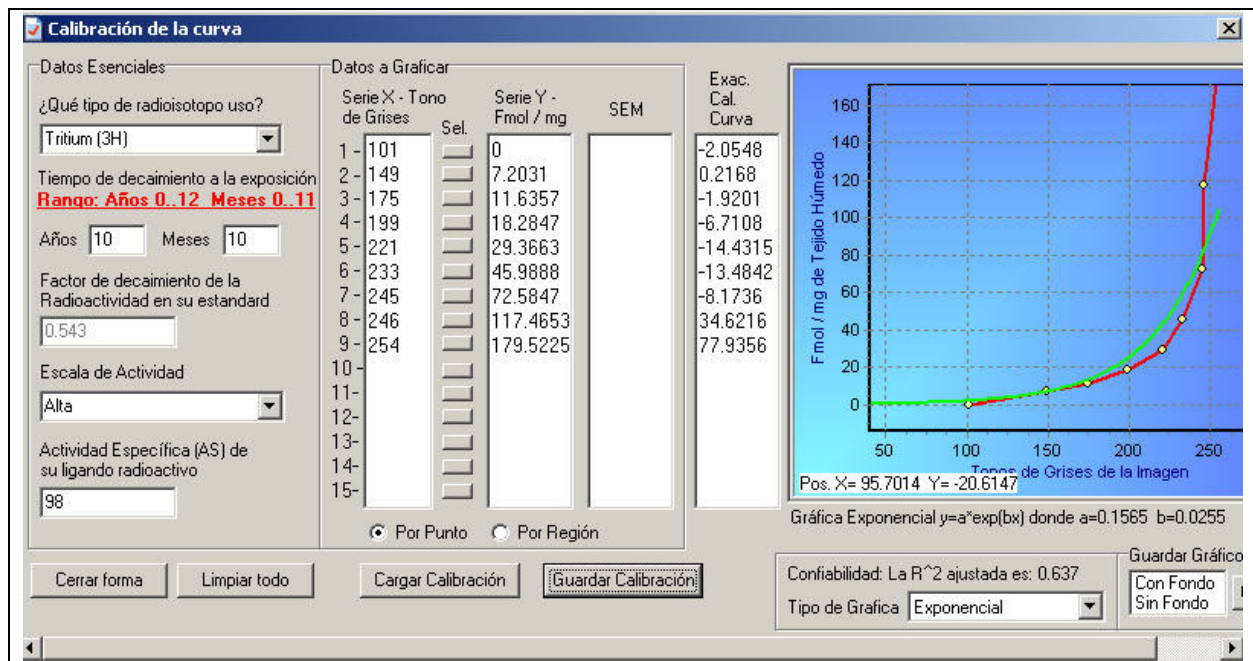 Calibración de la curva
Datos Esenciales
¿Qué tipo de radioisotopo uso?
Tritium (3H)
Tiempo de decaimiento a la exposición
Rango: Años 0..12 Meses 0..11
Años 10 Meses 10
Factor de decaimiento de la
Radioactividad en su estandard
0.543
Escala de Actividad
Alta
Actividad Específica (AS) de
su ligando radioactivo
98
Datos a Graficar
Serie X - Tono
de Grises
Sel.
Serie Y -
Fmol / mg
SEM
Exac.
Cal.
Curva
1 - 101 0 -2.0548
2 - 149 7.2031 0.2168
3 - 175 11.6357 -1.9201
4 - 199 18.2847 -6.7108
5 - 221 29.3663 -14.4315
6 - 233 45.9888 -13.4842
7 - 245 72.5847 -8.1736
8 - 246 117.4653 34.6216
9 - 254 179.5225 77.9356
10 -
11-
12-
13-
14-
15-
Por Punto Por Región
Fmol / mg de Tejido Húmedo
160
140
120
100
80
60
40
20
0
50 100 150 200 250
Tonos de Grises de la Imagen
Pos. X= 95.7014 Y= -20.6147
Gráfica Exponencial y=a*exp(bx) donde a=0.1565 b=0.0255
Cerrar forma
Limpiar todo
Cargar Calibración
Guardar Calibración
Confiabilidad: La R^2 ajustada es: 0.637
Tipo de Grafica Exponencial
Guardar Gráfico
Con Fondo
Sin Fondo